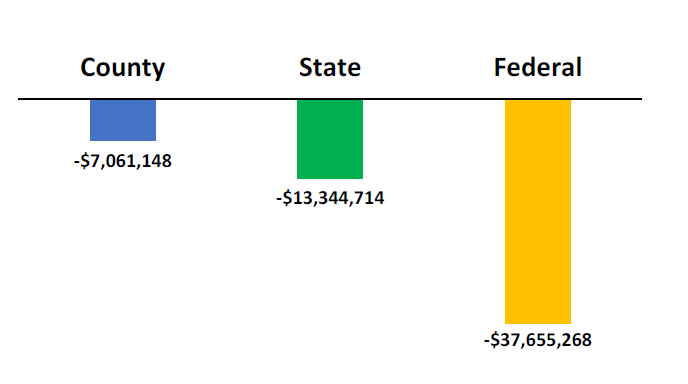 County State Federal
-$7,061,148
-$13,344,714
-$37,655,268